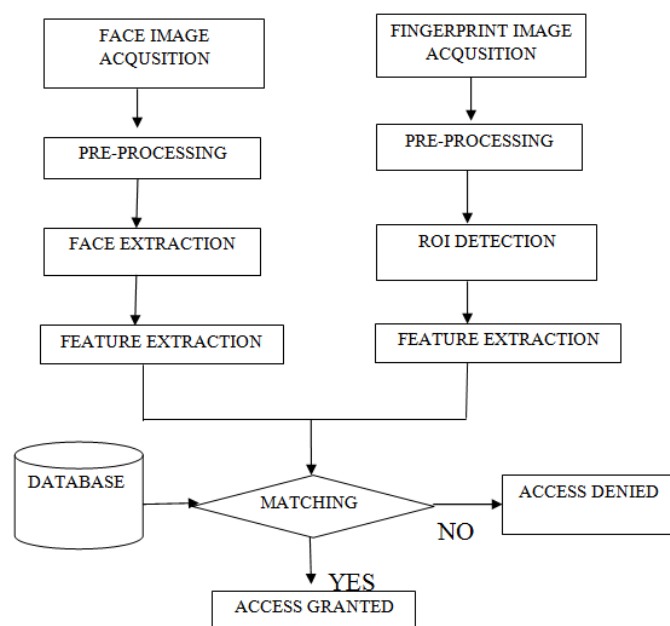 FACE IMAGE
ACQUSITION
FINGERPRINT IMAGE
ACQUSITION
PRE-PROCESSING
PRE-PROCESSING
FACE EXTRACTION
ROI DETECTION
FEATURE EXTRACTION
FEATURE EXTRACTION
DATABASE
MATCHING
ACCESS DENIED
NO
YES
ACCESS GRANTED